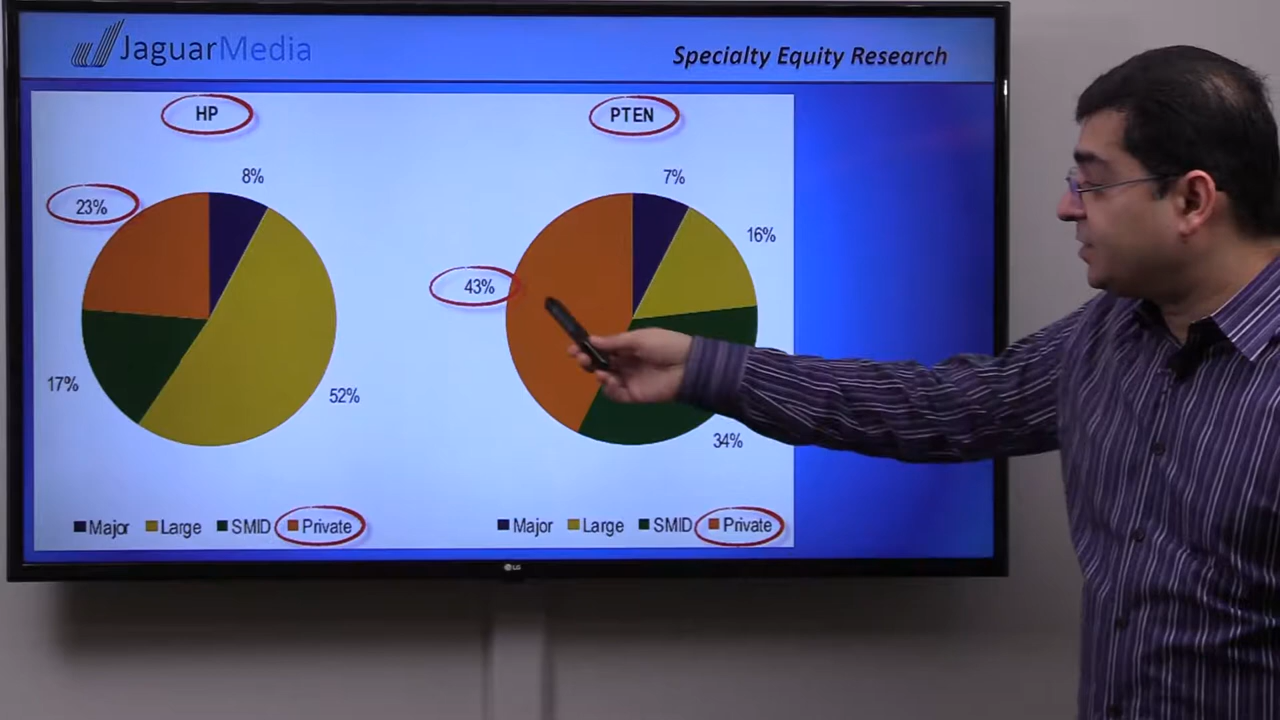 JaguarMedia
Specialty Equity Research
HP
8%
23%
17%
52%
Major Large SMID Private
PTEN
7%
16%
43%
34%
Major Large SMID Private
LG